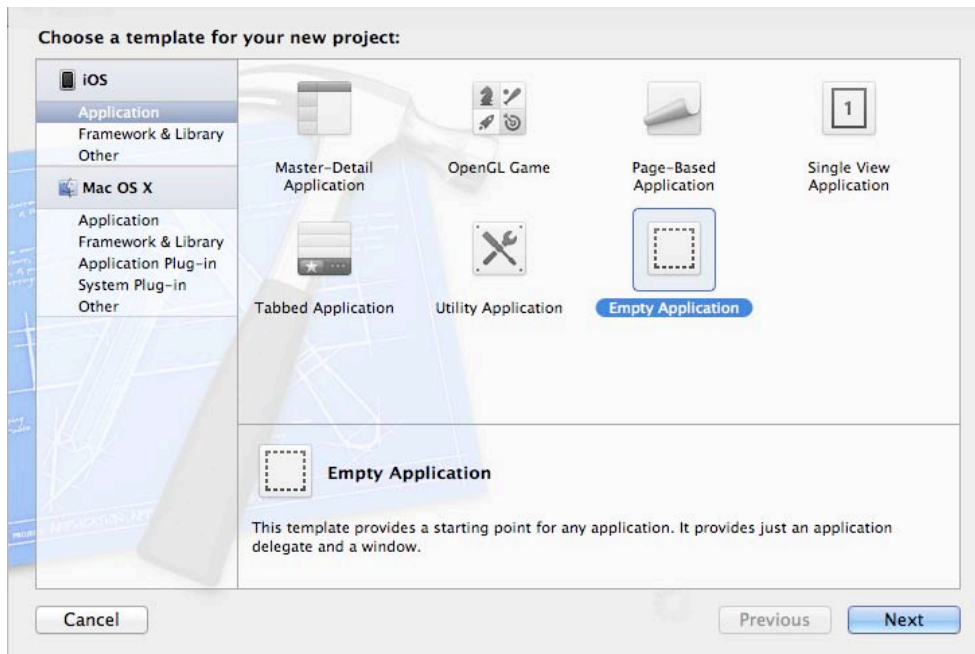 Choose a template for your new project:
iOS
Application
Framework & Library
Other
Mac OS X
Application
Framework & Library
Application Plug-in
System Plug-in
Other
Master-Detail
Application
OpenGL Game
Page-Based
Application
1
Single View
Application
Tabbed Application
Utility Application
Empty Application
Empty Application
This template provides a starting point for any application. It provides just an application
delegate and a window.
Cancel
Previous
Next